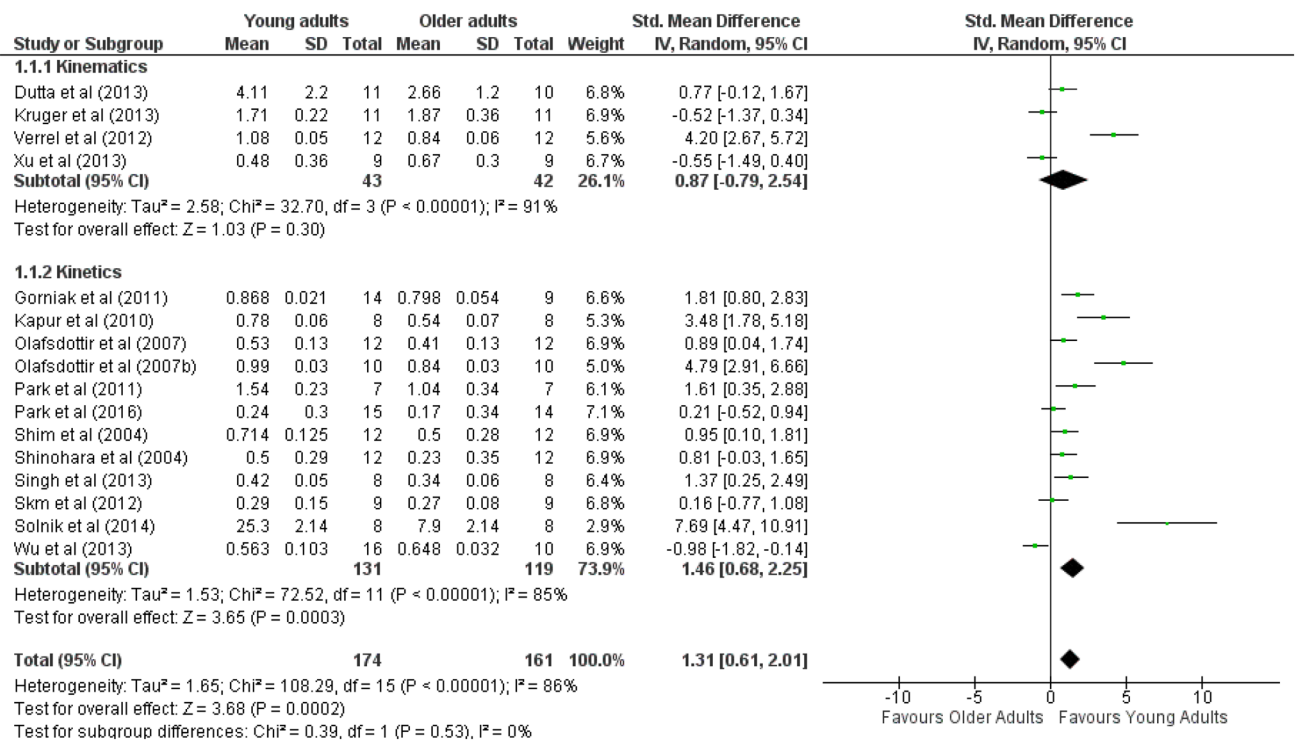 Young adults Older adults Std. Mean Difference Std. Mean Difference
Study or Subgroup Mean SD Total Mean SD Total Weight IV, Random, 95% CI IV, Random, 95% CI
1.1.1 Kinematics
Dutta et al (2013) 4.11 2.2 11 2.66 1.2 10 6.8% 0.77 [-0.12, 1.67]
Kruger et al (2013) 1.71 0.22 11 1.87 0.36 11 6.9% -0.52 [-1.37, 0.34]
Verrel et al (2012) 1.08 0.05 12 0.84 0.06 12 5.6% 4.20 [2.67, 5.72]
Xu et al (2013) 0.48 0.36 9 0.67 0.3 9 6.7% -0.55 [-1.49, 0.40]
Subtotal (95% CI) 43 42 26.1% 0.87 [-0.79, 2.54]
Heterogeneity: Tau² = 2.58; Chi² = 32.70, df = 3 (P < 0.00001); I² = 91%
Test for overall effect: Z = 1.03 (P = 0.30)
1.1.2 Kinetics
Gorniak et al (2011) 0.868 0.021 14 0.798 0.054 9 6.6% 1.81 [0.80, 2.83]
Kapur et al (2010) 0.78 0.06 8 0.54 0.07 8 5.3% 3.48 [1.78, 5.18]
Olafsdottir et al (2007) 0.53 0.13 12 0.41 0.13 12 6.9% 0.89 [0.04, 1.74]
Olafsdottir et al (2007b) 0.99 0.03 10 0.84 0.03 10 5.0% 4.79 [2.91, 6.66]
Park et al (2011) 1.54 0.23 7 1.04 0.34 7 6.1% 1.61 [0.35, 2.88]
Park et al (2016) 0.24 0.3 15 0.17 0.34 14 7.1% 0.21 [-0.52, 0.94]
Shim et al (2004) 0.714 0.125 12 0.5 0.28 12 6.9% 0.95 [0.10, 1.81]
Shinohara et al (2004) 0.5 0.29 12 0.23 0.35 12 6.9% 0.81 [-0.03, 1.65]
Singh et al (2013) 0.42 0.05 8 0.34 0.06 8 6.4% 1.37 [0.25, 2.49]
Skm et al (2012) 0.29 0.15 9 0.27 0.08 9 6.7% 0.16 [-0.77, 1.08]
Solnik et al (2014) 25.3 2.14 8 7.9 2.14 8 2.9% 7.69 [4.47, 10.91]
Wu et al (2013) 0.563 0.103 16 0.648 0.032 10 6.9% -0.98 [-1.82, -0.14]
Subtotal (95% CI) 131 119 73.9% 1.46 [0.68, 2.25]
Heterogeneity: Tau² = 1.53; Chi² = 72.52, df = 11 (P < 0.00001); I² = 85%
Test for overall effect: Z = 3.65 (P = 0.0003)
Total (95% CI) 174 161 100.0% 1.31 [0.61, 2.01]
Heterogeneity: Tau² = 1.65; Chi² = 108.29, df = 15 (P < 0.00001); I² = 86%
Test for overall effect: Z = 3.68 (P = 0.0002)
Test for subgroup differences: Chi² = 0.39, df = 1 (P = 0.53), I² = 0%
-10 -5 0 5 10
Favours Older Adults Favours Young Adults